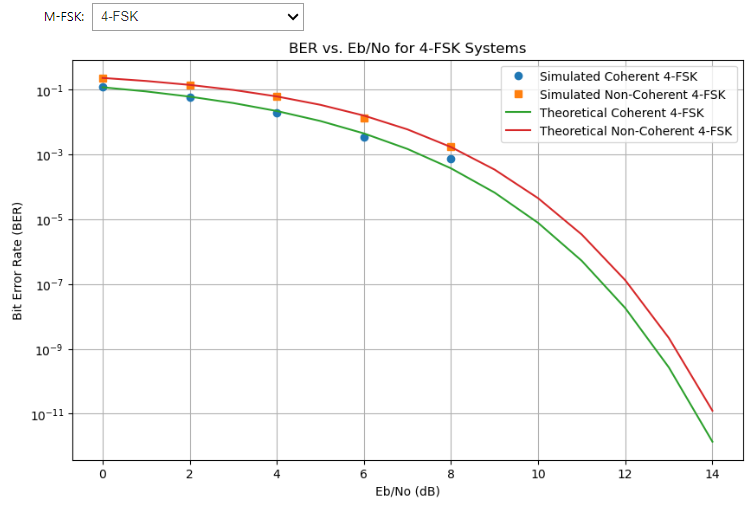 M-FSK: 4-FSK
BER vs. Eb/No for 4-FSK Systems
Simulated Coherent 4-FSK
Simulated Non-Coherent 4-FSK
Theoretical Coherent 4-FSK
Theoretical Non-Coherent 4-FSK
Bit Error Rate (BER)
10⁻¹
10⁻³
10⁻⁵
10⁻⁷
10⁻⁹
10⁻¹¹
0 2 4 6 8 10 12 14
Eb/No (dB)